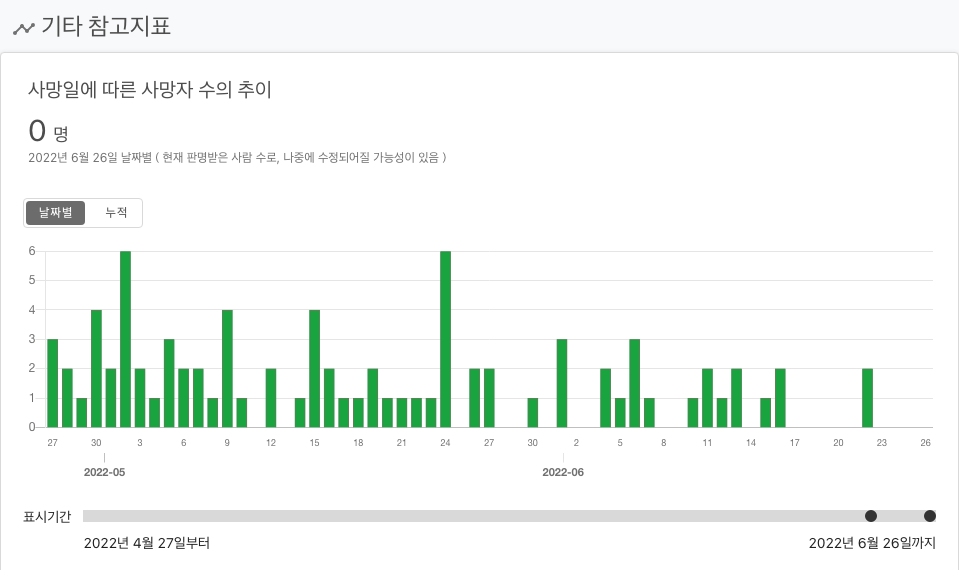 기타 참고지표
사망일에 따른 사망자 수의 추이
0 명
2022년 6월 26일 날짜별 ( 현재 판명받은 사람 수로, 나중에 수정되어질 가능성이 있음 )
날짜별 누적
6
5
4
3
2
1
0
27 30 3 6 9 12 15 18 21 24 27 30 2 5 8 11 14 17 20 23 26
2022-05 2022-06
표시기간
2022년 4월 27일부터 2022년 6월 26일까지